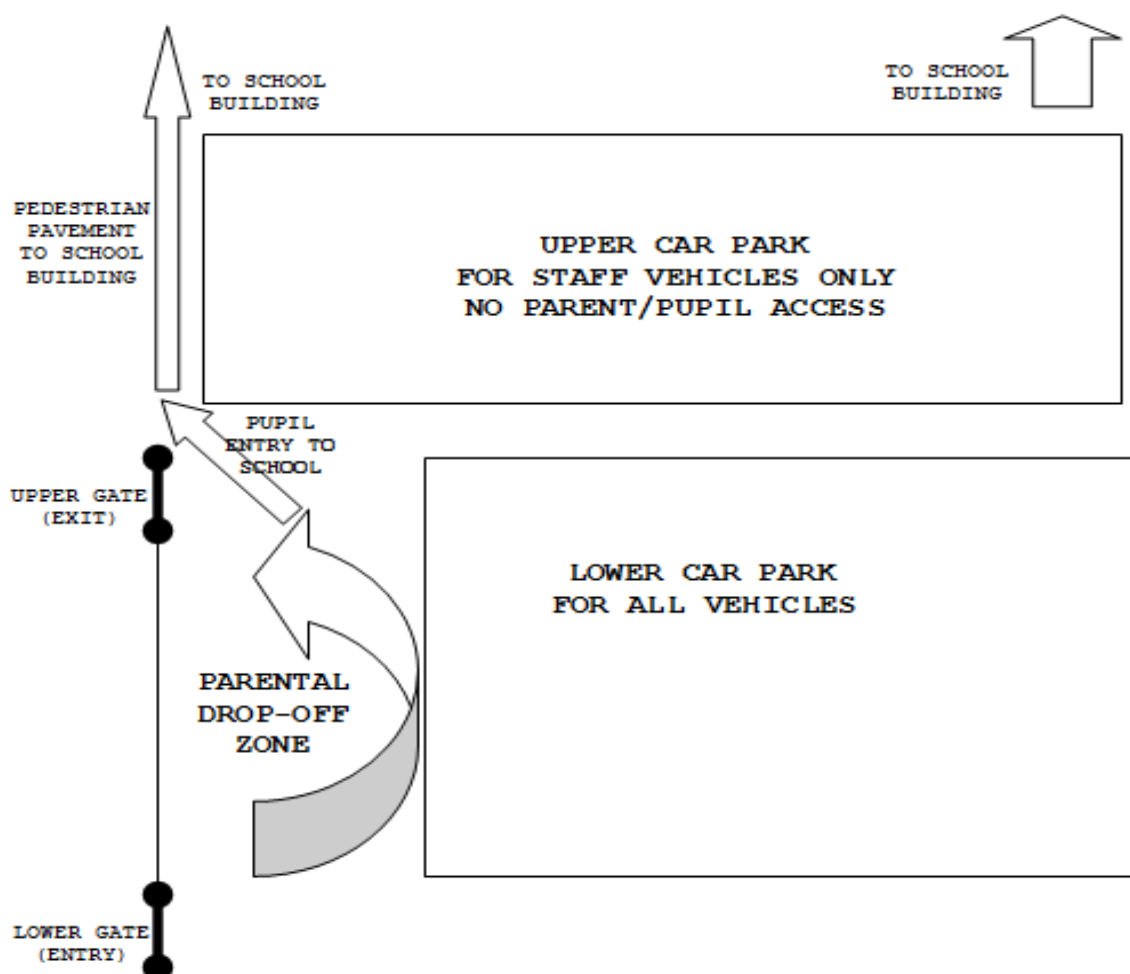 TO SCHOOL
BUILDING
TO SCHOOL
BUILDING
PEDESTRIAN
PAVEMENT
TO SCHOOL
BUILDING
UPPER CAR PARK
FOR STAFF VEHICLES ONLY
NO PARENT/PUPIL ACCESS
PUPIL
ENTRY TO
SCHOOL
UPPER GATE
(EXIT)
LOWER CAR PARK
FOR ALL VEHICLES
PARENTAL
DROP-OFF
ZONE
LOWER GATE
(ENTRY)